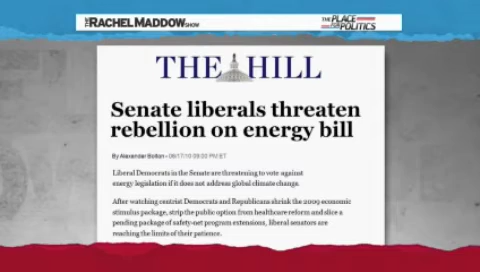 THE RACHEL MADDOW SHOW
THE PLACE FOR POLITICS
THE HILL
Senate liberals threaten
rebellion on energy bill
By Alexander Bolton - 06/17/10 09:00 PM ET
Liberal Democrats in the Senate are threatening to vote against
energy legislation if it does not address global climate change.
After watching centrist Democrats and Republicans shrink the 2009 economic
stimulus package, strip the public option from healthcare reform and slice a
pending package of safety-net program extensions, liberal senators are
reaching the limits of their patience.